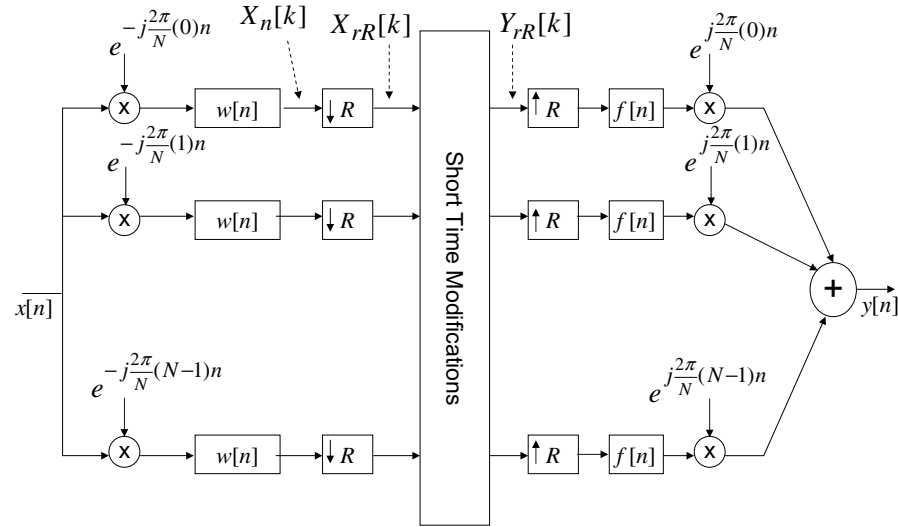 X_n[k] X_{rR}[k] Y_{rR}[k]
e^{-j\frac{2\pi}{N}(0)n} e^{j\frac{2\pi}{N}(0)n}
x w[n] ↓ R ↑ R f[n] x
e^{-j\frac{2\pi}{N}(1)n} e^{j\frac{2\pi}{N}(1)n}
x w[n] ↓ R ↑ R f[n] x
Short Time Modifications
x[n] + y[n]
e^{-j\frac{2\pi}{N}(N-1)n} e^{j\frac{2\pi}{N}(N-1)n}
x w[n] ↓ R ↑ R f[n] x